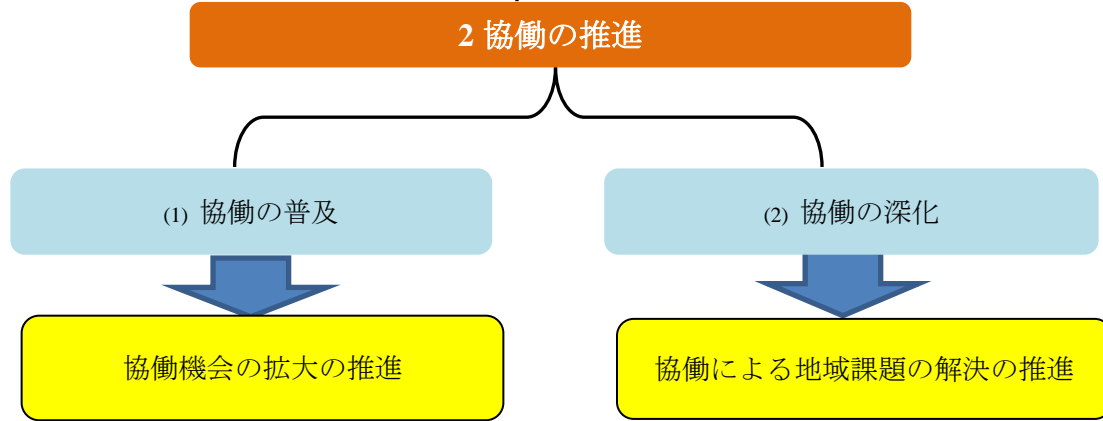 2 協働の推進
(1) 協働の普及
(2) 協働の深化
協働機会の拡大の推進
協働による地域課題の解決の推進